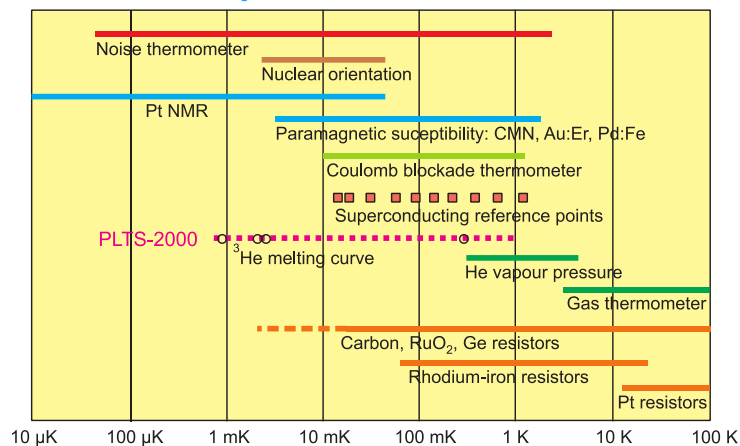 Noise thermometer
Nuclear orientation
Pt NMR
Paramagnetic suceptibility: CMN, Au:Er, Pd:Fe
Coulomb blockade thermometer
Superconducting reference points
PLTS-2000
³He melting curve
He vapour pressure
Gas thermometer
Carbon, RuO₂, Ge resistors
Rhodium-iron resistors
Pt resistors
10 µK 100 µK 1 mK 10 mK 100 mK 1 K 10 K 100 K